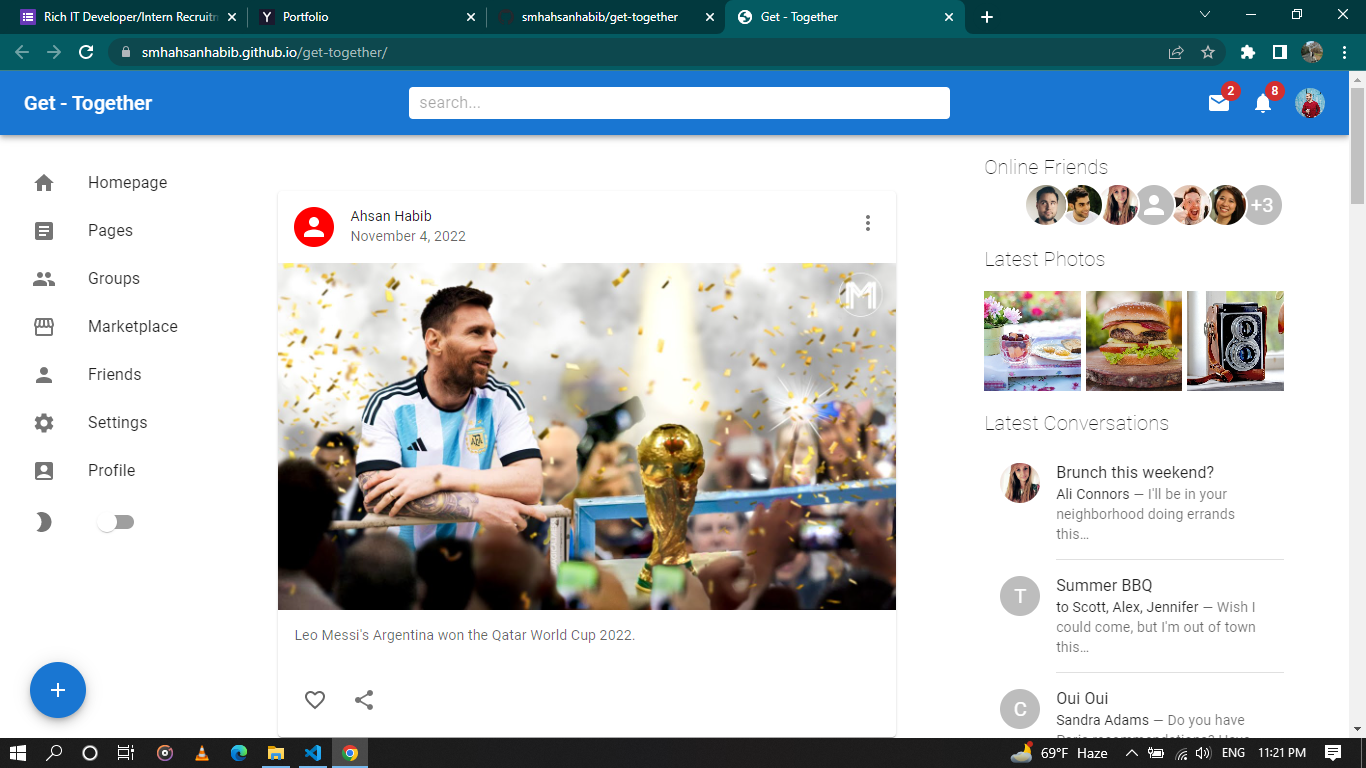 Rich IT Developer/Intern Recruitm
Portfolio
smhahsanhabib/get-together
Get - Together
smhahsanhabib.github.io/get-together/
Get - Together
search...
2
8
Homepage
Pages
Groups
Marketplace
Friends
Settings
Profile
Ahsan Habib
November 4, 2022
M
AFA
Leo Messi's Argentina won the Qatar World Cup 2022.
Online Friends
+3
Latest Photos
Latest Conversations
Brunch this weekend?
Ali Connors — I'll be in your
neighborhood doing errands
this…
T
Summer BBQ
to Scott, Alex, Jennifer — Wish I
could come, but I'm out of town
this…
C
Oui Oui
Sandra Adams — Do you have
Paris recommendations? Have
69°F Haze
ENG
11:21 PM